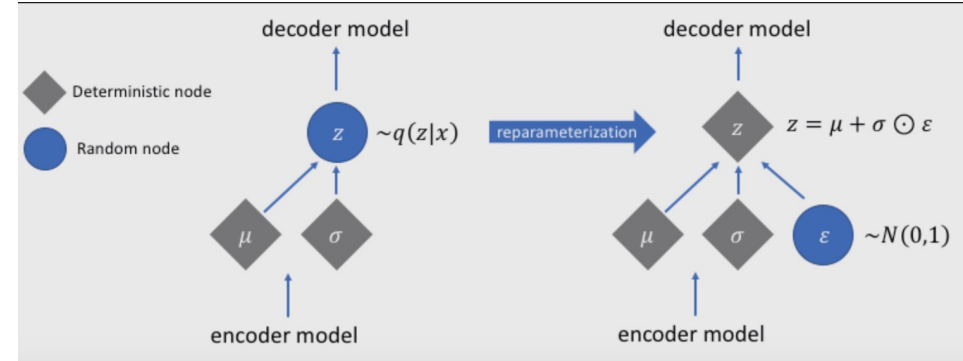 decoder model
decoder model
Deterministic node
Random node
z
~q(z|x)
reparameterization
z
z = μ + σ ⊙ ε
μ
σ
μ
σ
ε
~N(0,1)
encoder model
encoder model